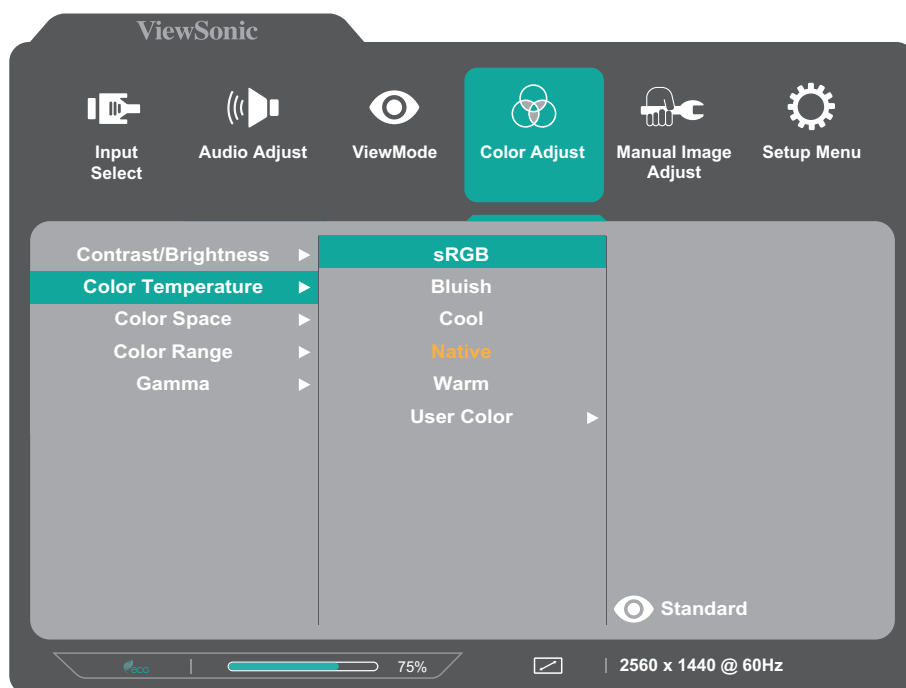 ViewSonic
Input Select
Audio Adjust
ViewMode
Color Adjust
Manual Image Adjust
Setup Menu
Contrast/Brightness
Color Temperature
Color Space
Color Range
Gamma
sRGB
Bluish
Cool
Native
Warm
User Color
Standard
eco
75%
2560 x 1440 @ 60Hz